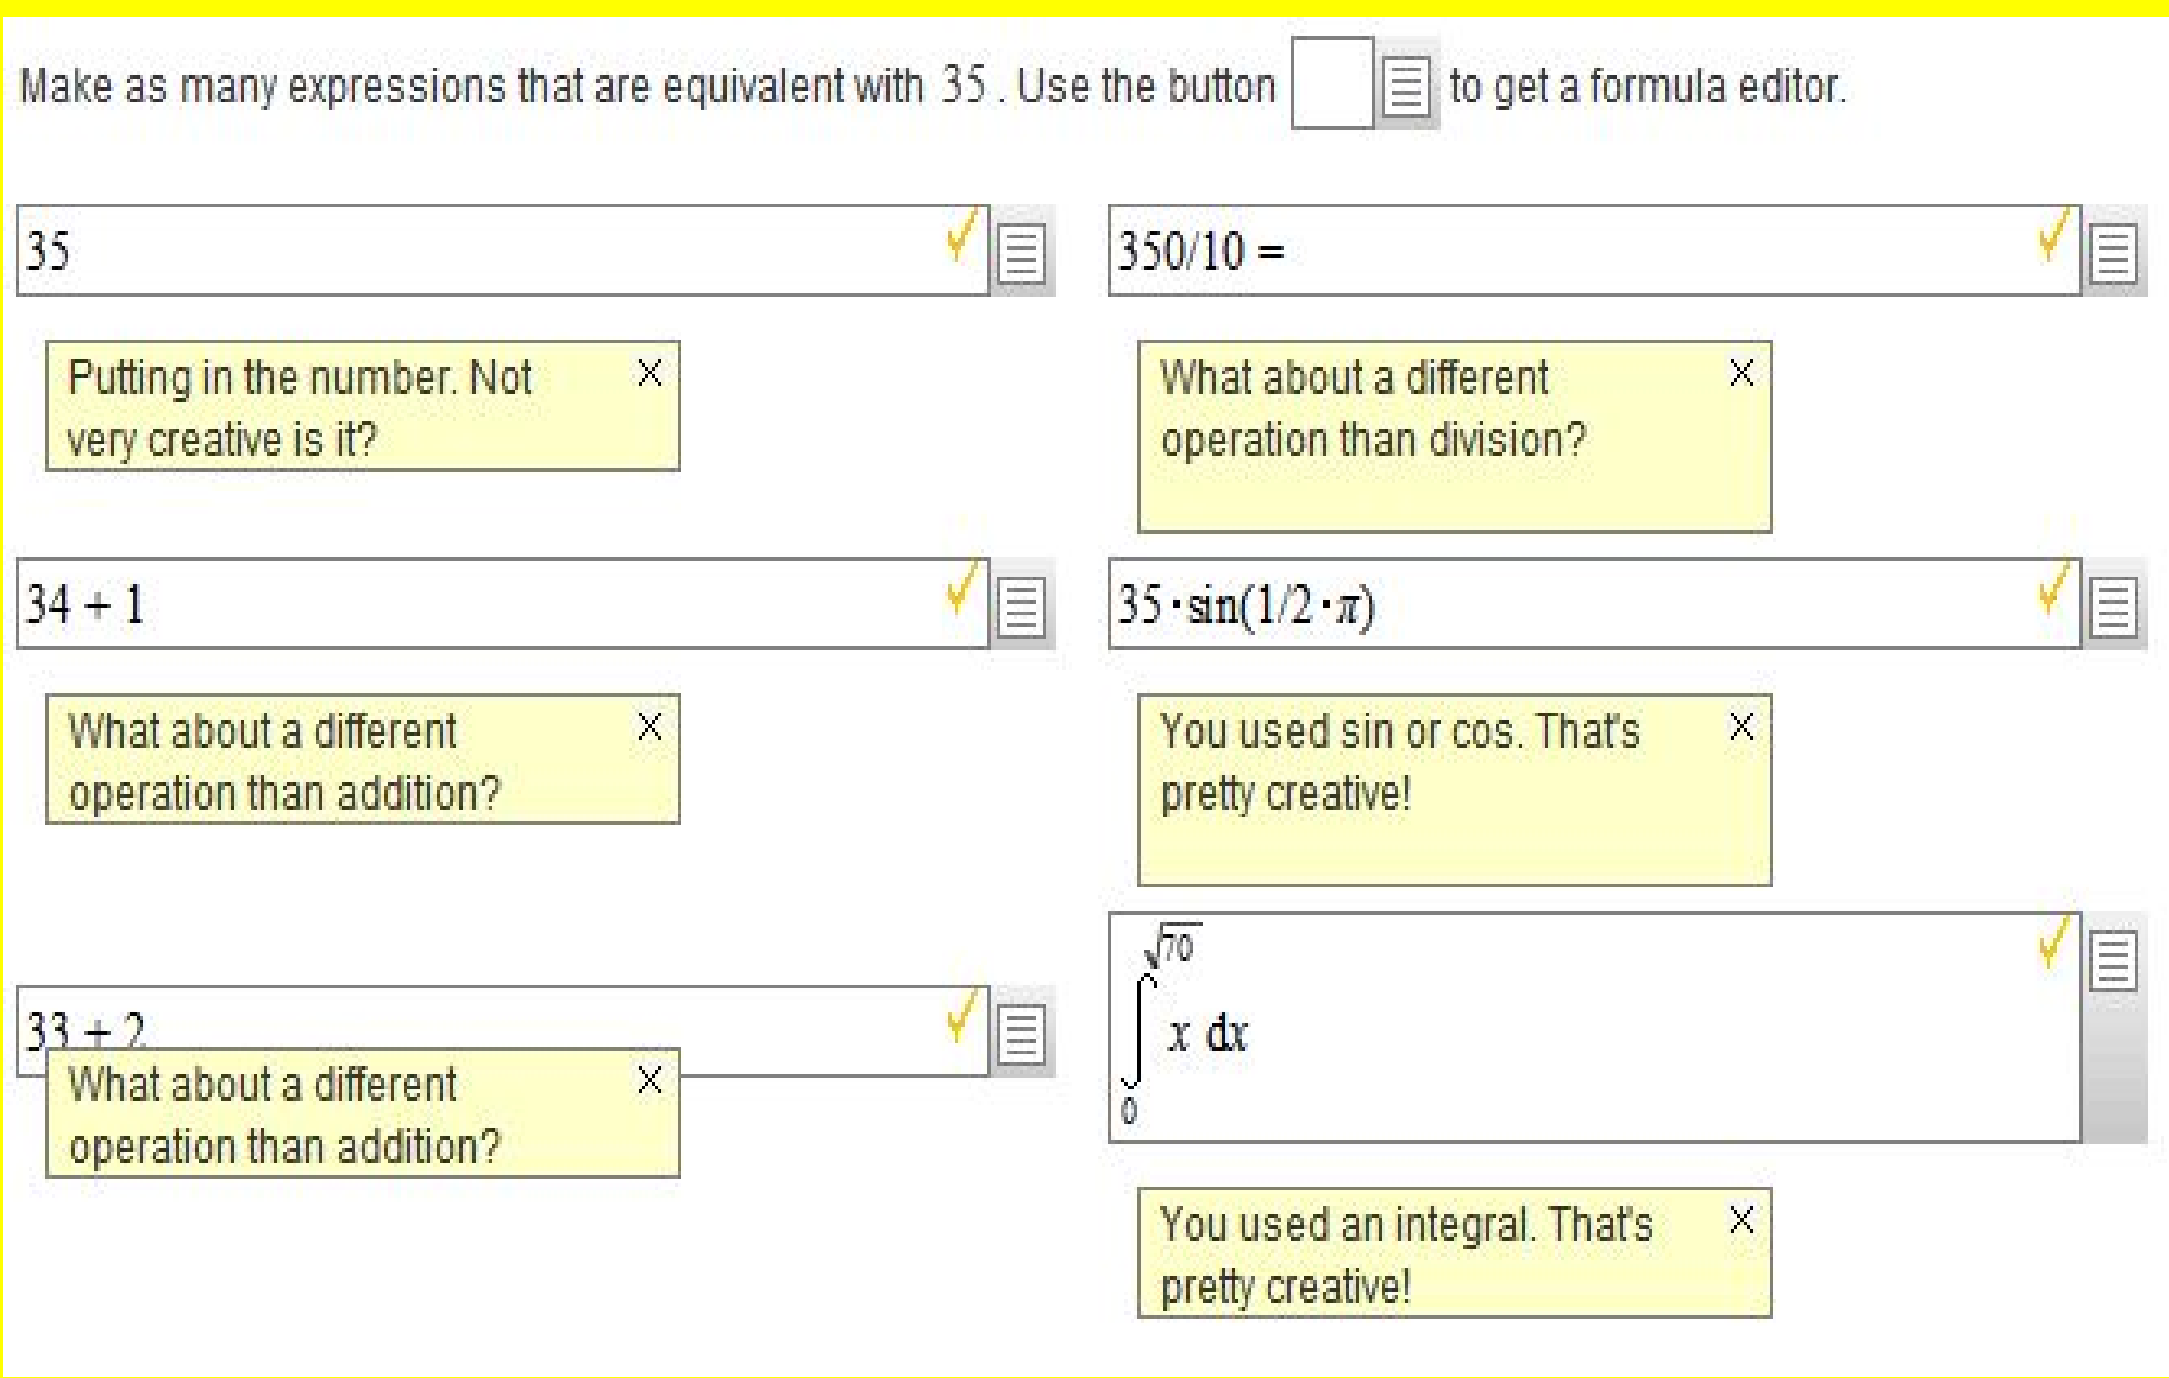 Make as many expressions that are equivalent with 35. Use the button to get a formula editor.
35
Putting in the number. Not
very creative is it?
350/10 =
What about a different
operation than division?
34 + 1
What about a different
operation than addition?
35·sin(1/2·π)
You used sin or cos. That's
pretty creative!
33 + 2
What about a different
operation than addition?
√70
∫ x dx
0
You used an integral. That's
pretty creative!